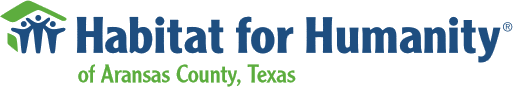 Habitat for Humanity®
of Aransas County, Texas